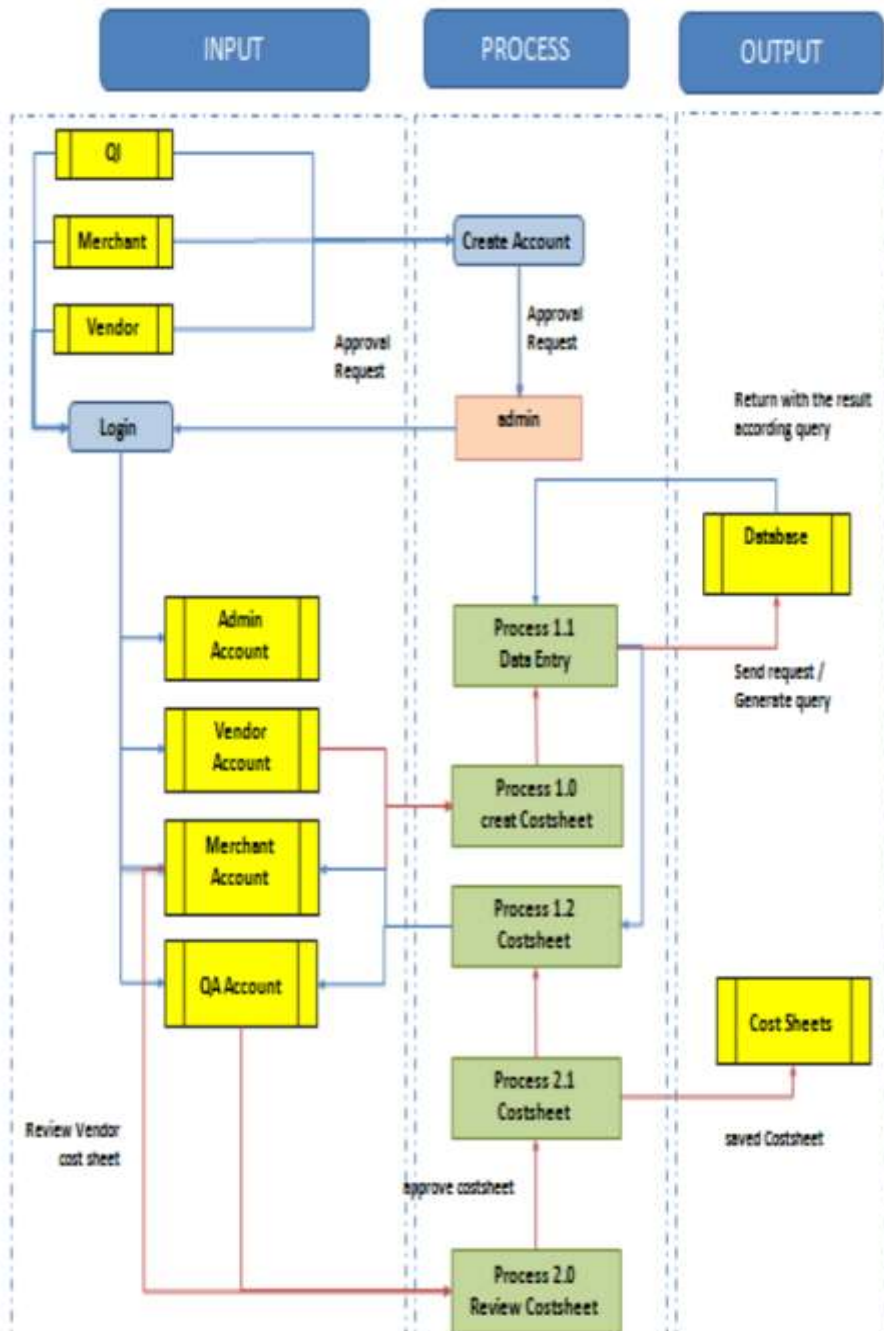 INPUT
PROCESS
OUTPUT
QI
Merchant
Vendor
Create Account
Approval
Request
Approval
Request
Login
admin
Return with the result
according query
Database
Admin
Account
Process 1.1
Data Entry
Send request /
Generate query
Vendor
Account
Process 1.0
creat Costsheet
Merchant
Account
Process 1.2
Costsheet
QA Account
Cost Sheets
Process 2.1
Costsheet
Review Vendor
cost sheet
saved Costsheet
approve costsheet
Process 2.0
Review Costsheet